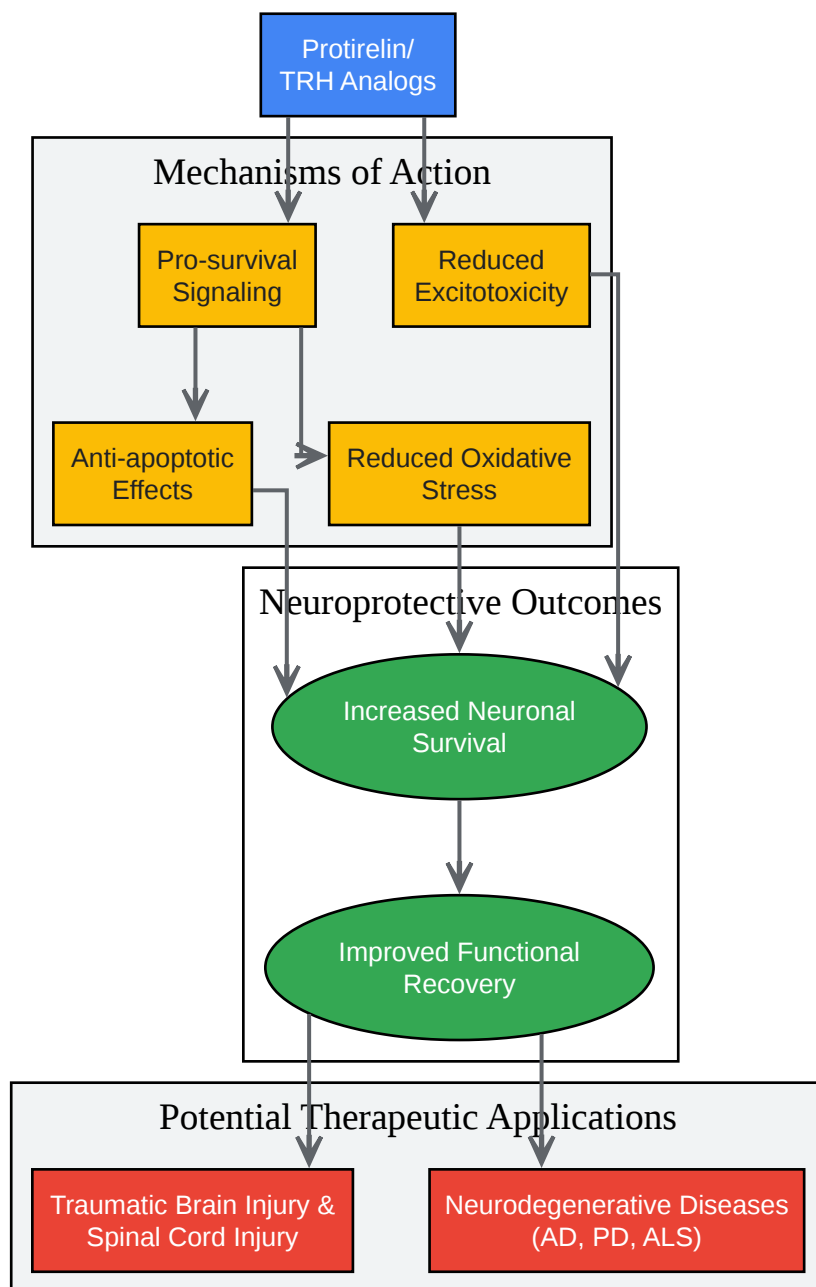 Protirelin/
TRH Analogs
Mechanisms of Action
Pro-survival
Signaling
Reduced
Excitotoxicity
Anti-apoptotic
Effects
Reduced Oxidative
Stress
Neuroprotective Outcomes
Increased Neuronal
Survival
Improved Functional
Recovery
Potential Therapeutic Applications
Traumatic Brain Injury &
Spinal Cord Injury
Neurodegenerative Diseases
(AD, PD, ALS)